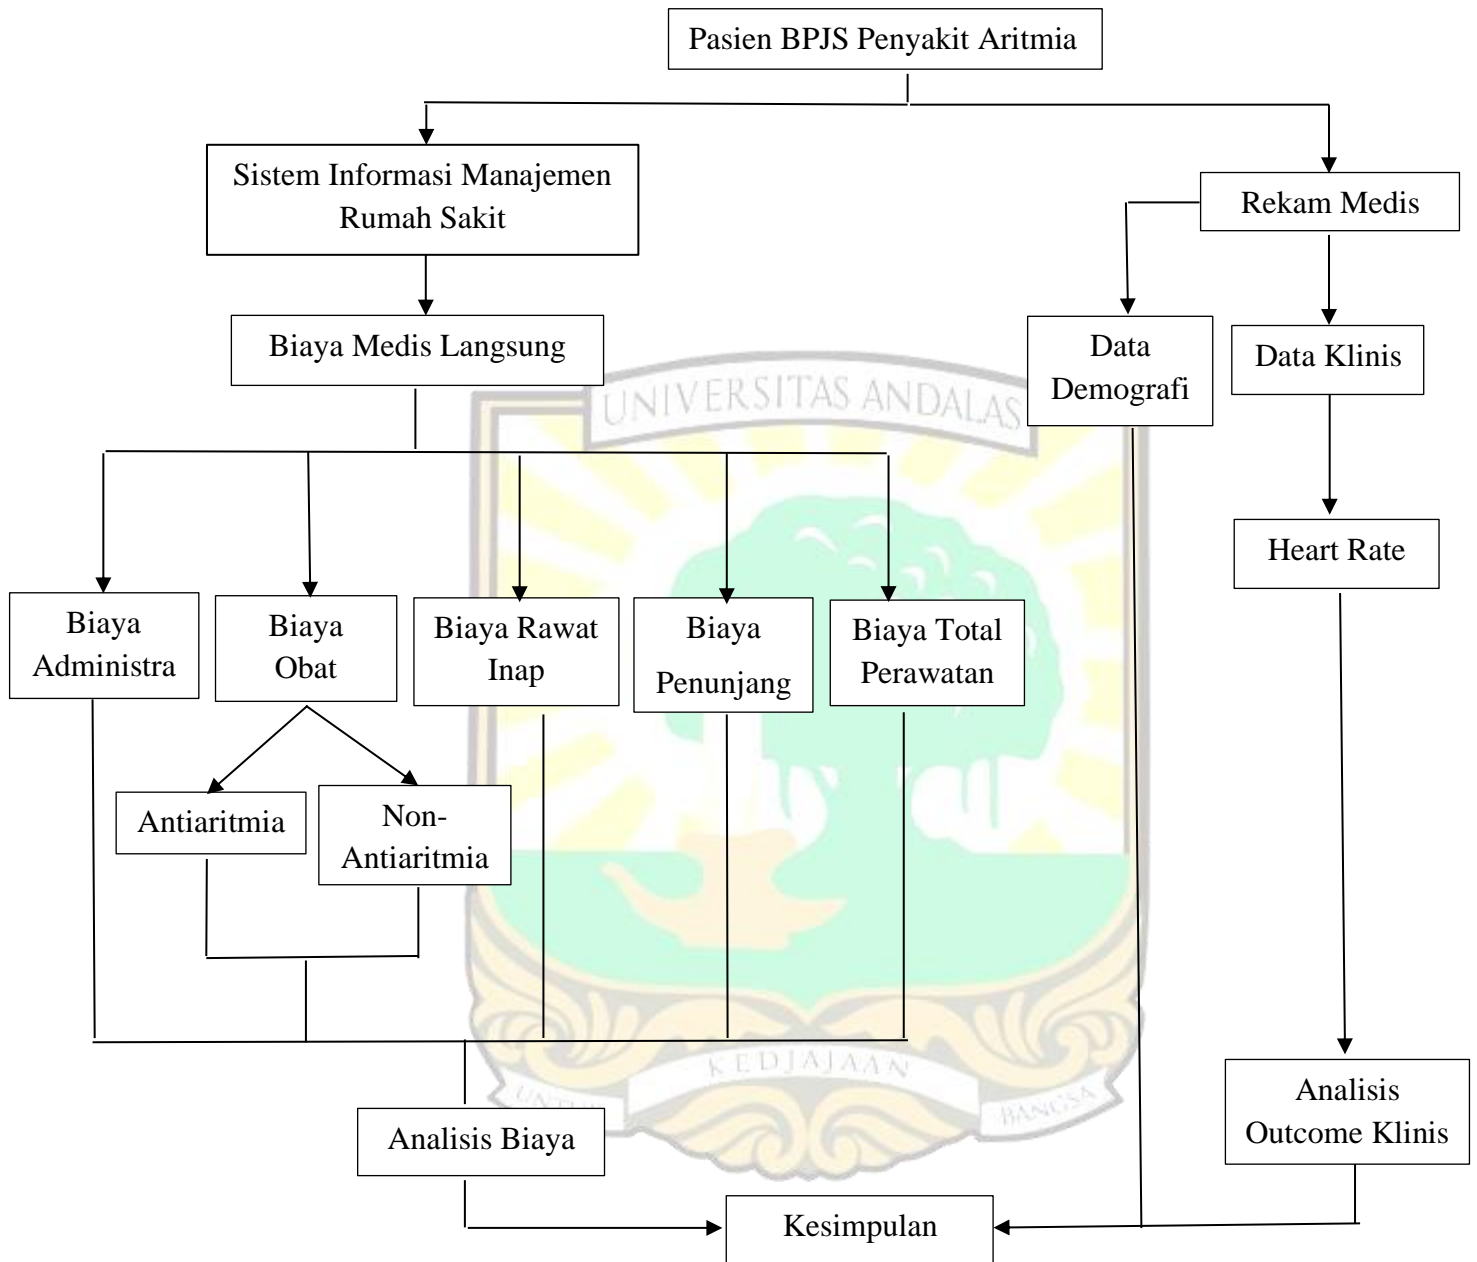 Pasien BPJS Penyakit Aritmia
Sistem Informasi Manajemen
Rumah Sakit
Rekam Medis
Biaya Medis Langsung
Data
Demografi
Data Klinis
UNIVERSITAS ANDALAS
Heart Rate
Biaya
Administra
Biaya
Obat
Biaya Rawat
Inap
Biaya
Penunjang
Biaya Total
Perawatan
Antiaritmia
Non-
Antiaritmia
KEDJAJAAN
BANGSA
Analisis Biaya
Analisis
Outcome Klinis
Kesimpulan